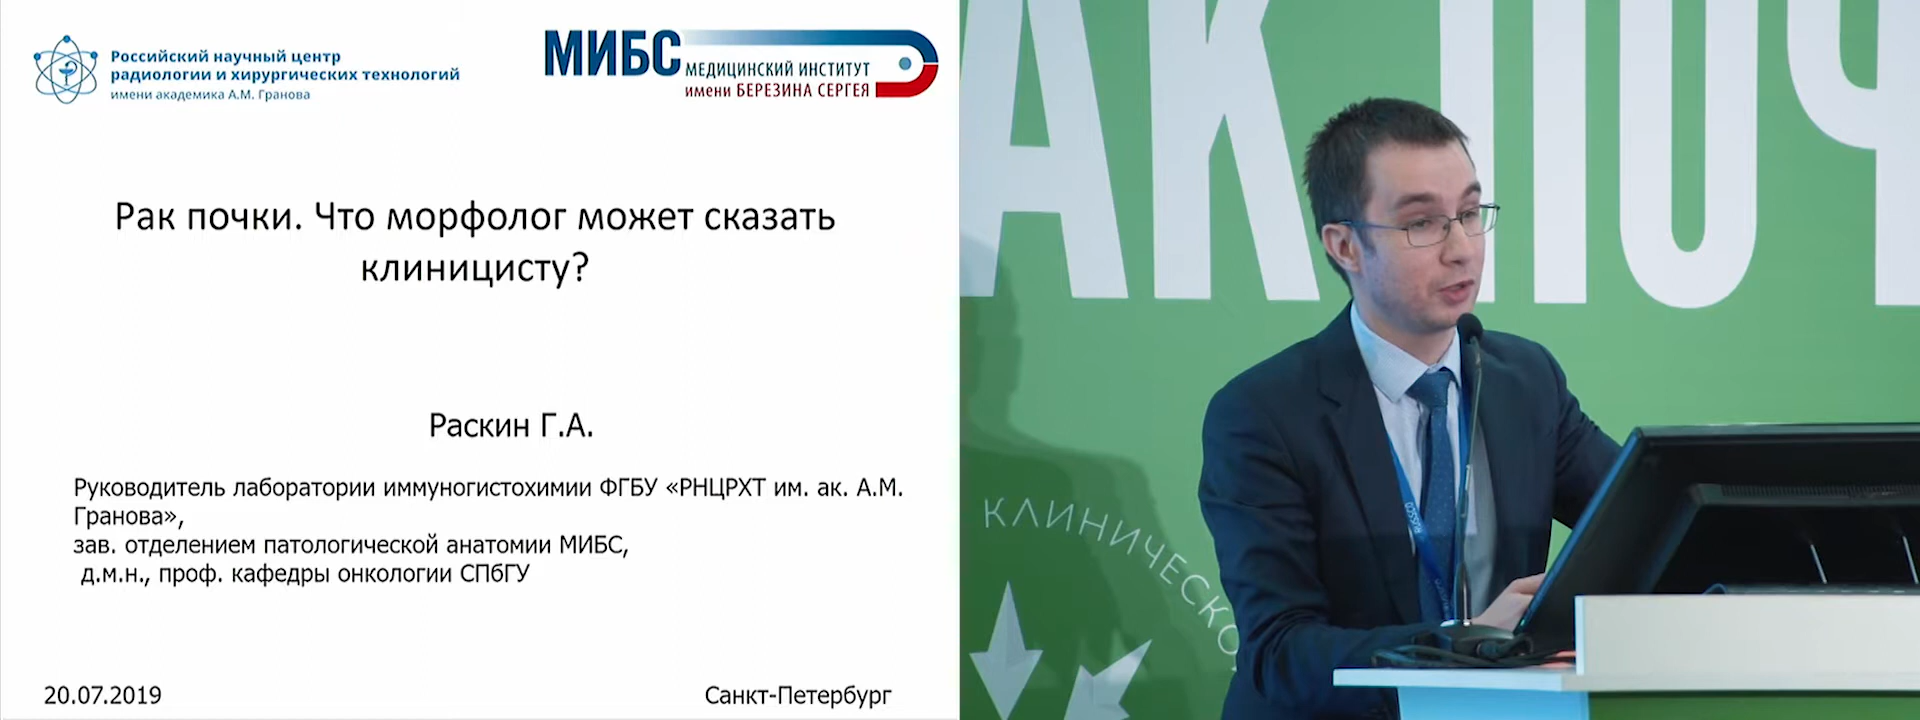 Российский научный центр
радиологии и хирургических технологий
имени академика А.М. Гранова
МИБС
МЕДИЦИНСКИЙ ИНСТИТУТ
имени БЕРЕЗИНА СЕРГЕЯ
Рак почки. Что морфолог может сказать
клиницисту?
Раскин Г.А.
Руководитель лаборатории иммуногистохимии ФГБУ «РНЦРХТ им. ак. А.М.
Гранова»,
зав. отделением патологической анатомии МИБС,
д.м.н., проф. кафедры онкологии СПбГУ
20.07.2019
Санкт-Петербург
АК ПОЧ
КЛИНИЧЕСКО